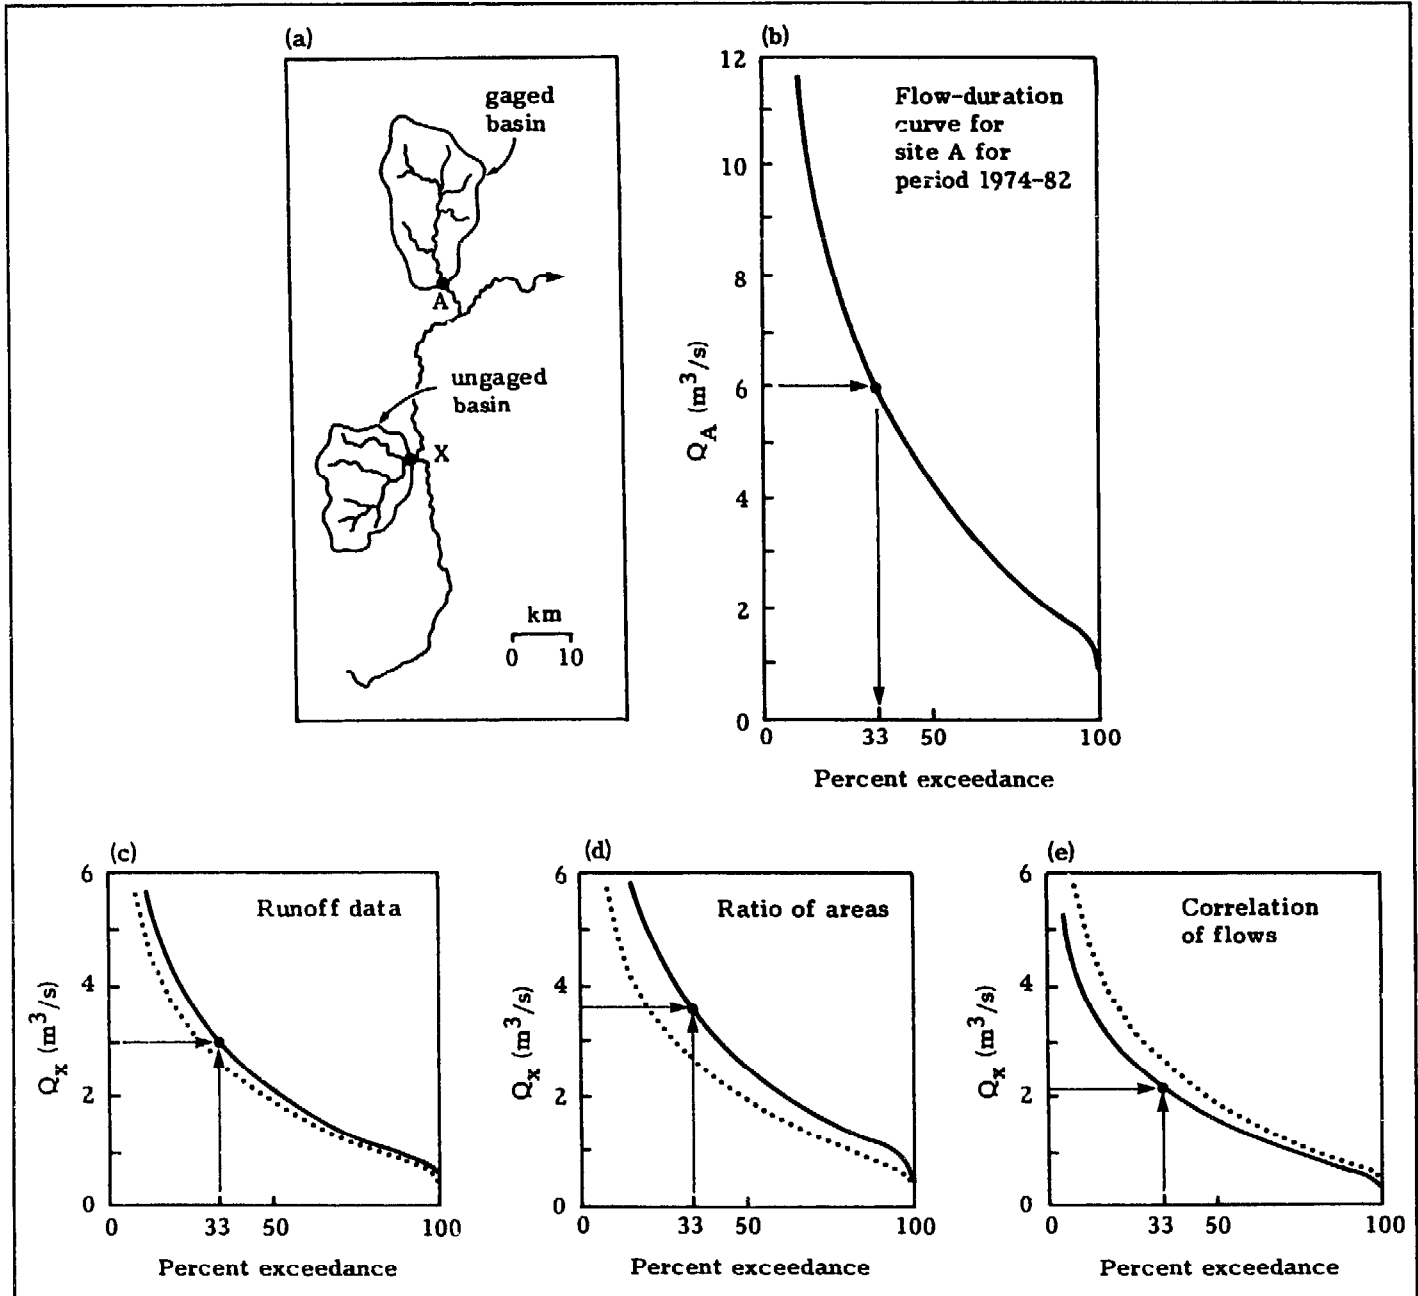 (a)
gaged
basin
A
ungaged
basin
X
km
0 10
(b)
12
10
8
6
4
2
0
Q_A (m³/s)
Flow-duration
curve for
site A for
period 1974-82
0 33 50 100
Percent exceedance
(c)
6
4
2
0
Q_x (m³/s)
Runoff data
0 33 50 100
Percent exceedance
(d)
6
4
2
0
Q_x (m³/s)
Ratio of areas
0 33 50 100
Percent exceedance
(e)
6
4
2
0
Q_x (m³/s)
Correlation
of flows
0 33 50 100
Percent exceedance